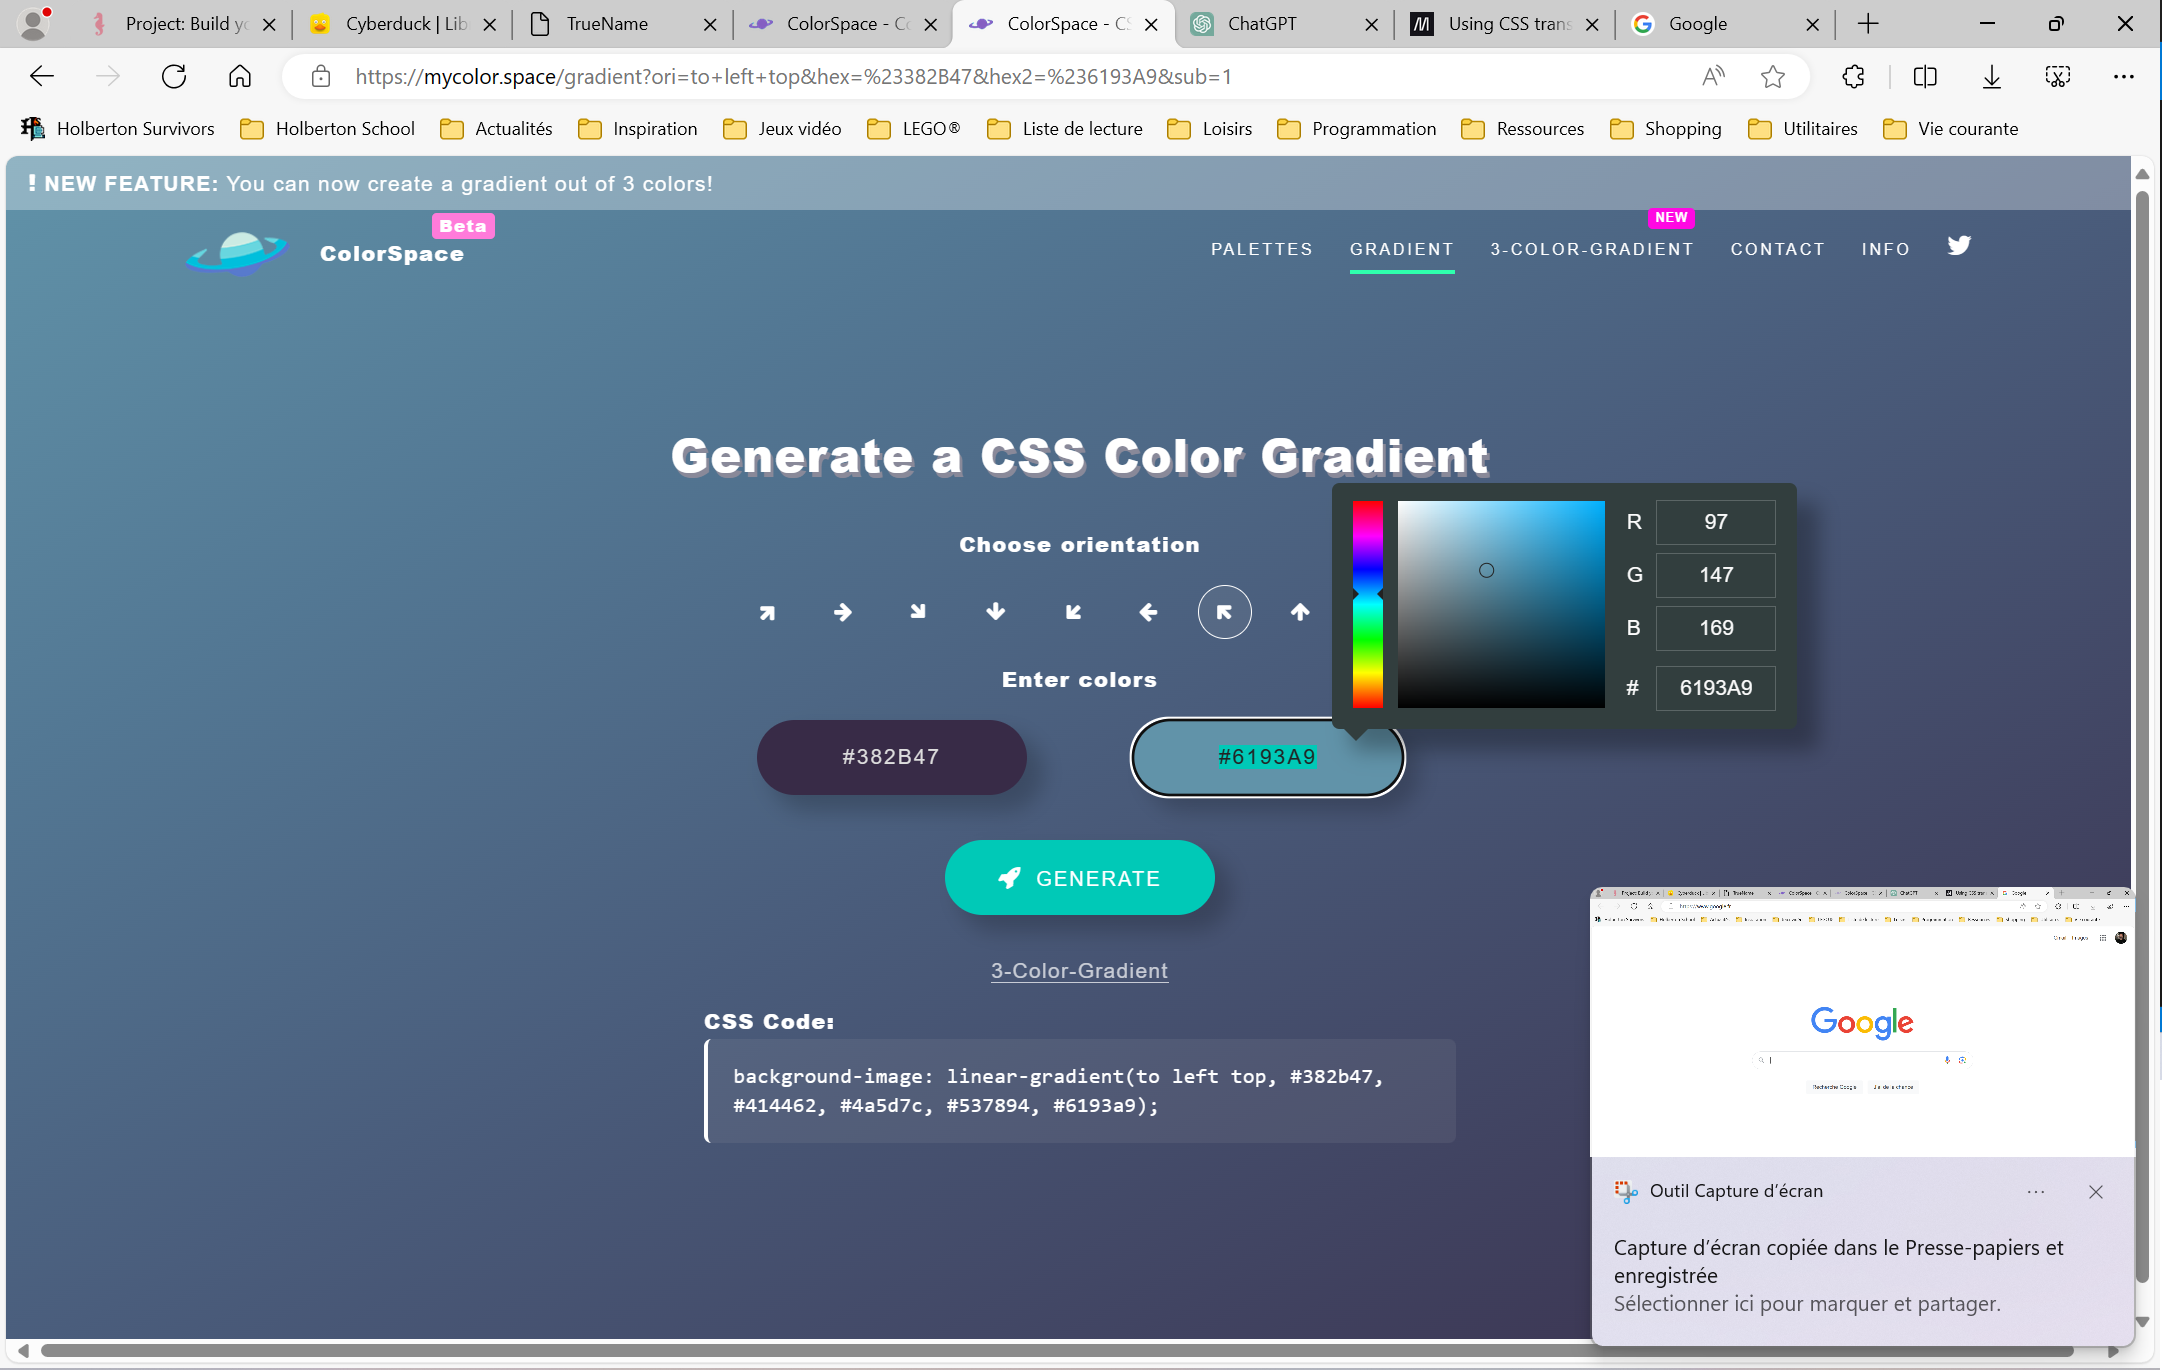 Project: Build yo
Cyberduck | Lib
TrueName
ColorSpace - Co
ColorSpace - CS
ChatGPT
Using CSS trans
Google
https://mycolor.space/gradient?ori=to+left+top&hex=%23382B47&hex2=%236193A9&sub=1
Holberton Survivors
Holberton School
Actualités
Inspiration
Jeux vidéo
LEGO®
Liste de lecture
Loisirs
Programmation
Ressources
Shopping
Utilitaires
Vie courante
! NEW FEATURE: You can now create a gradient out of 3 colors!
Beta
ColorSpace
PALETTES
GRADIENT
NEW
3-COLOR-GRADIENT
CONTACT
INFO
Generate a CSS Color Gradient
Choose orientation
R 97
G 147
B 169
# 6193A9
Enter colors
#382B47
#6193A9
GENERATE
3-Color-Gradient
CSS Code:
background-image: linear-gradient(to left top, #382b47,
#414462, #4a5d7c, #537894, #6193a9);
Google
Recherche Google
Outil Capture d’écran
Capture d’écran copiée dans le Presse-papiers et
enregistrée
Sélectionner ici pour marquer et partager.